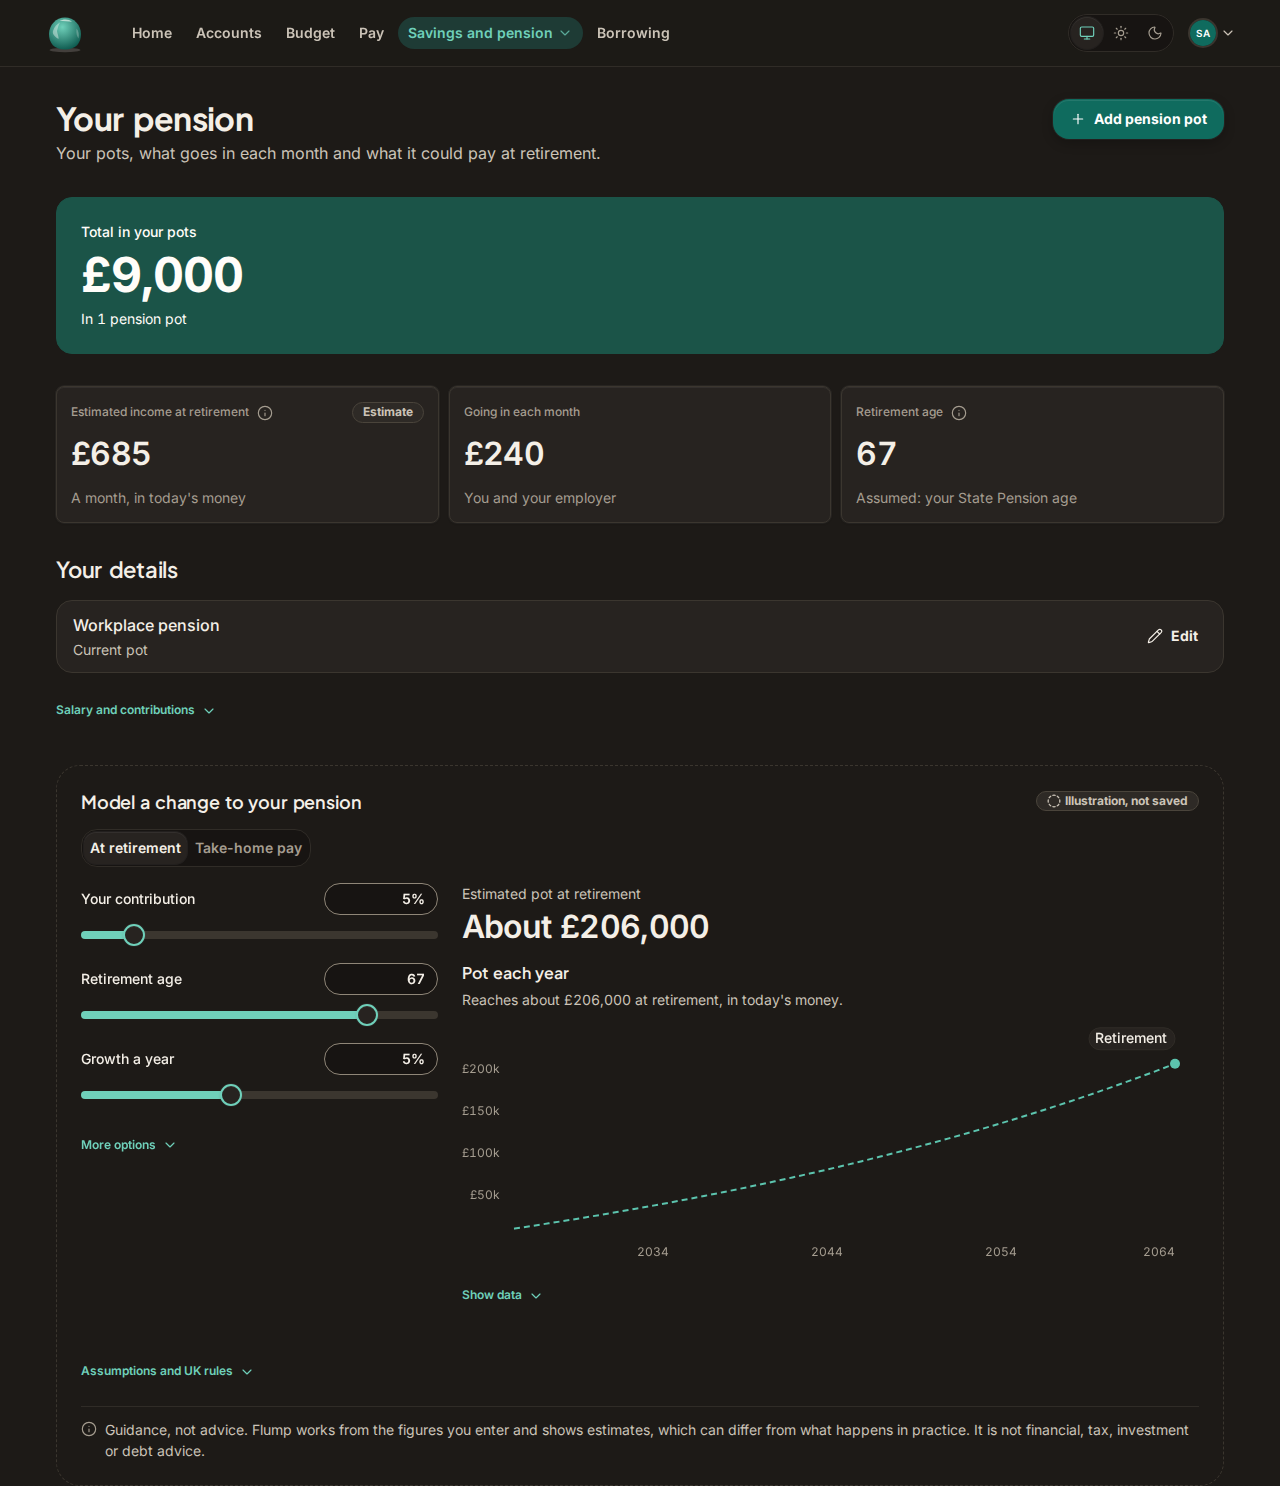 Home
Accounts
Budget
Pay
Savings and pension
Borrowing
SA
Your pension
Add pension pot
Your pots, what goes in each month and what it could pay at retirement.
Total in your pots
£9,000
In 1 pension pot
Estimated income at retirement
Estimate
£685
A month, in today's money
Going in each month
£240
You and your employer
Retirement age
67
Assumed: your State Pension age
Your details
Workplace pension
Current pot
Edit
Salary and contributions
Model a change to your pension
Illustration, not saved
At retirement
Take-home pay
Your contribution
5%
Retirement age
67
Growth a year
5%
More options
Estimated pot at retirement
About £206,000
Pot each year
Reaches about £206,000 at retirement, in today's money.
Retirement
£200k
£150k
£100k
£50k
2034
2044
2054
2064
Show data
Assumptions and UK rules
Guidance, not advice. Flump works from the figures you enter and shows estimates, which can differ from what happens in practice. It is not financial, tax, investment
or debt advice.